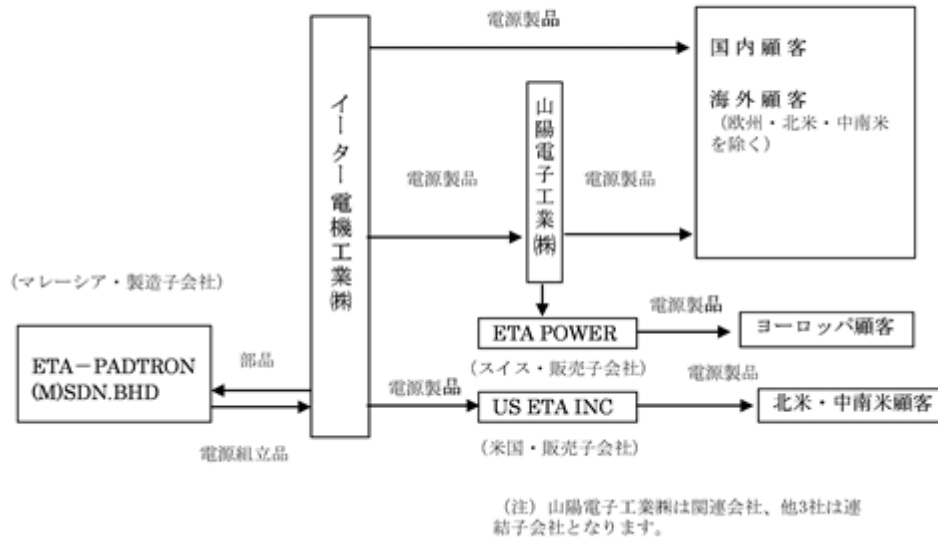 電源製品
国内顧客
海外顧客
(欧州・北米・中南米
を除く)
イーター電機工業㈱
山陽電子工業㈱
電源製品
電源製品
(マレーシア・製造子会社)
ETA-PADTRON
(M)SDN.BHD
部品
電源組立品
ETA POWER
(スイス・販売子会社)
電源製品
ヨーロッパ顧客
電源製品
US ETA INC
(米国・販売子会社)
電源製品
北米・中南米顧客
(注) 山陽電子工業㈱は関連会社、他3社は連
結子会社となります。